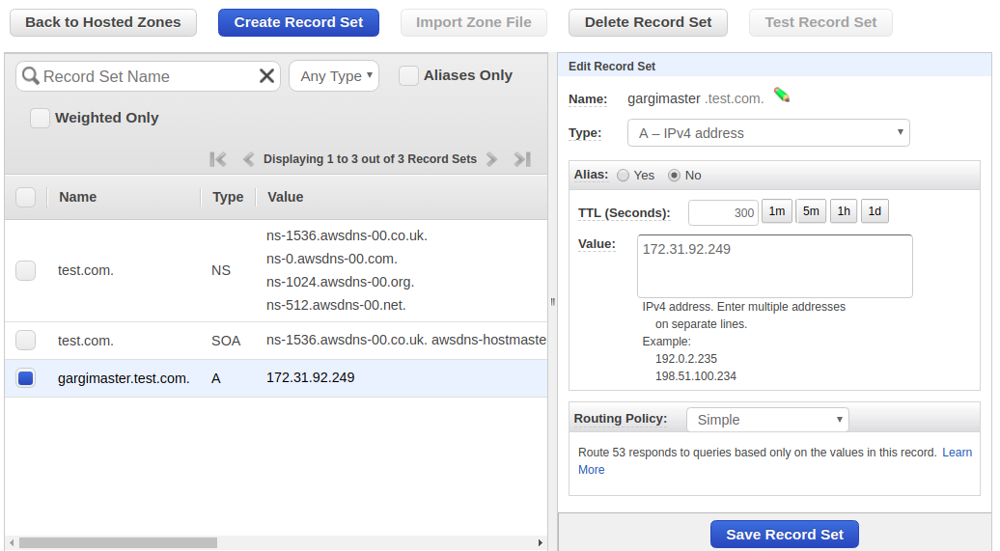 Back to Hosted Zones
Create Record Set
Import Zone File
Delete Record Set
Test Record Set
Record Set Name
Any Type
Aliases Only
Weighted Only
Displaying 1 to 3 out of 3 Record Sets
Name Type Value
test.com. NS ns-1536.awsdns-00.co.uk.
ns-0.awsdns-00.com.
ns-1024.awsdns-00.org.
ns-512.awsdns-00.net.
test.com. SOA ns-1536.awsdns-00.co.uk. awsdns-hostmaste
gargimaster.test.com. A 172.31.92.249
Edit Record Set
Name: gargimaster .test.com.
Type: A – IPv4 address
Alias: Yes No
TTL (Seconds): 300 1m 5m 1h 1d
Value: 172.31.92.249
IPv4 address. Enter multiple addresses
on separate lines.
Example:
192.0.2.235
198.51.100.234
Routing Policy: Simple
Route 53 responds to queries based only on the values in this record. Learn
More
Save Record Set